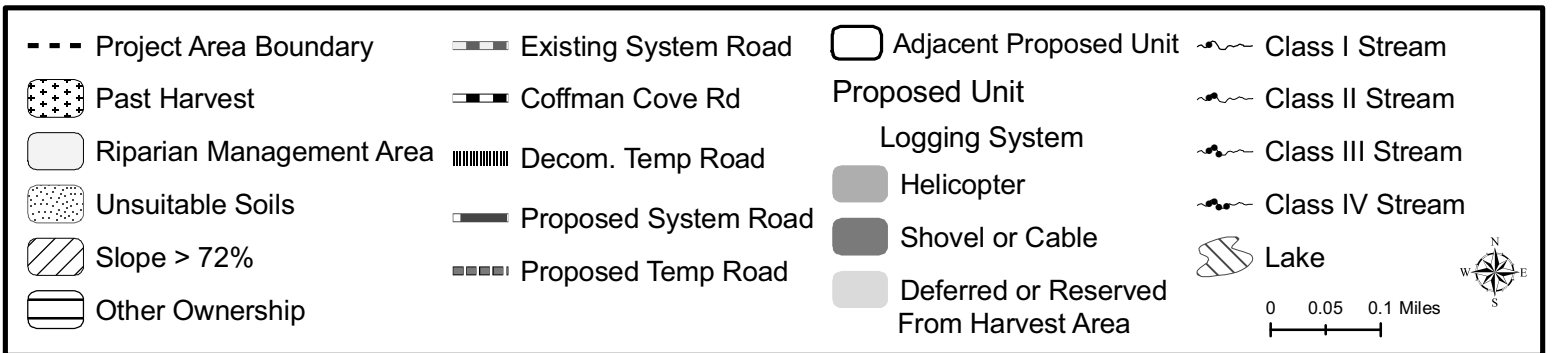 Project Area Boundary
Past Harvest
Riparian Management Area
Unsuitable Soils
Slope > 72%
Other Ownership
Existing System Road
Coffman Cove Rd
Decom. Temp Road
Proposed System Road
Proposed Temp Road
Adjacent Proposed Unit
Proposed Unit
Logging System
Helicopter
Shovel or Cable
Deferred or Reserved
From Harvest Area
Class I Stream
Class II Stream
Class III Stream
Class IV Stream
Lake
N
W E
S
0 0.05 0.1 Miles